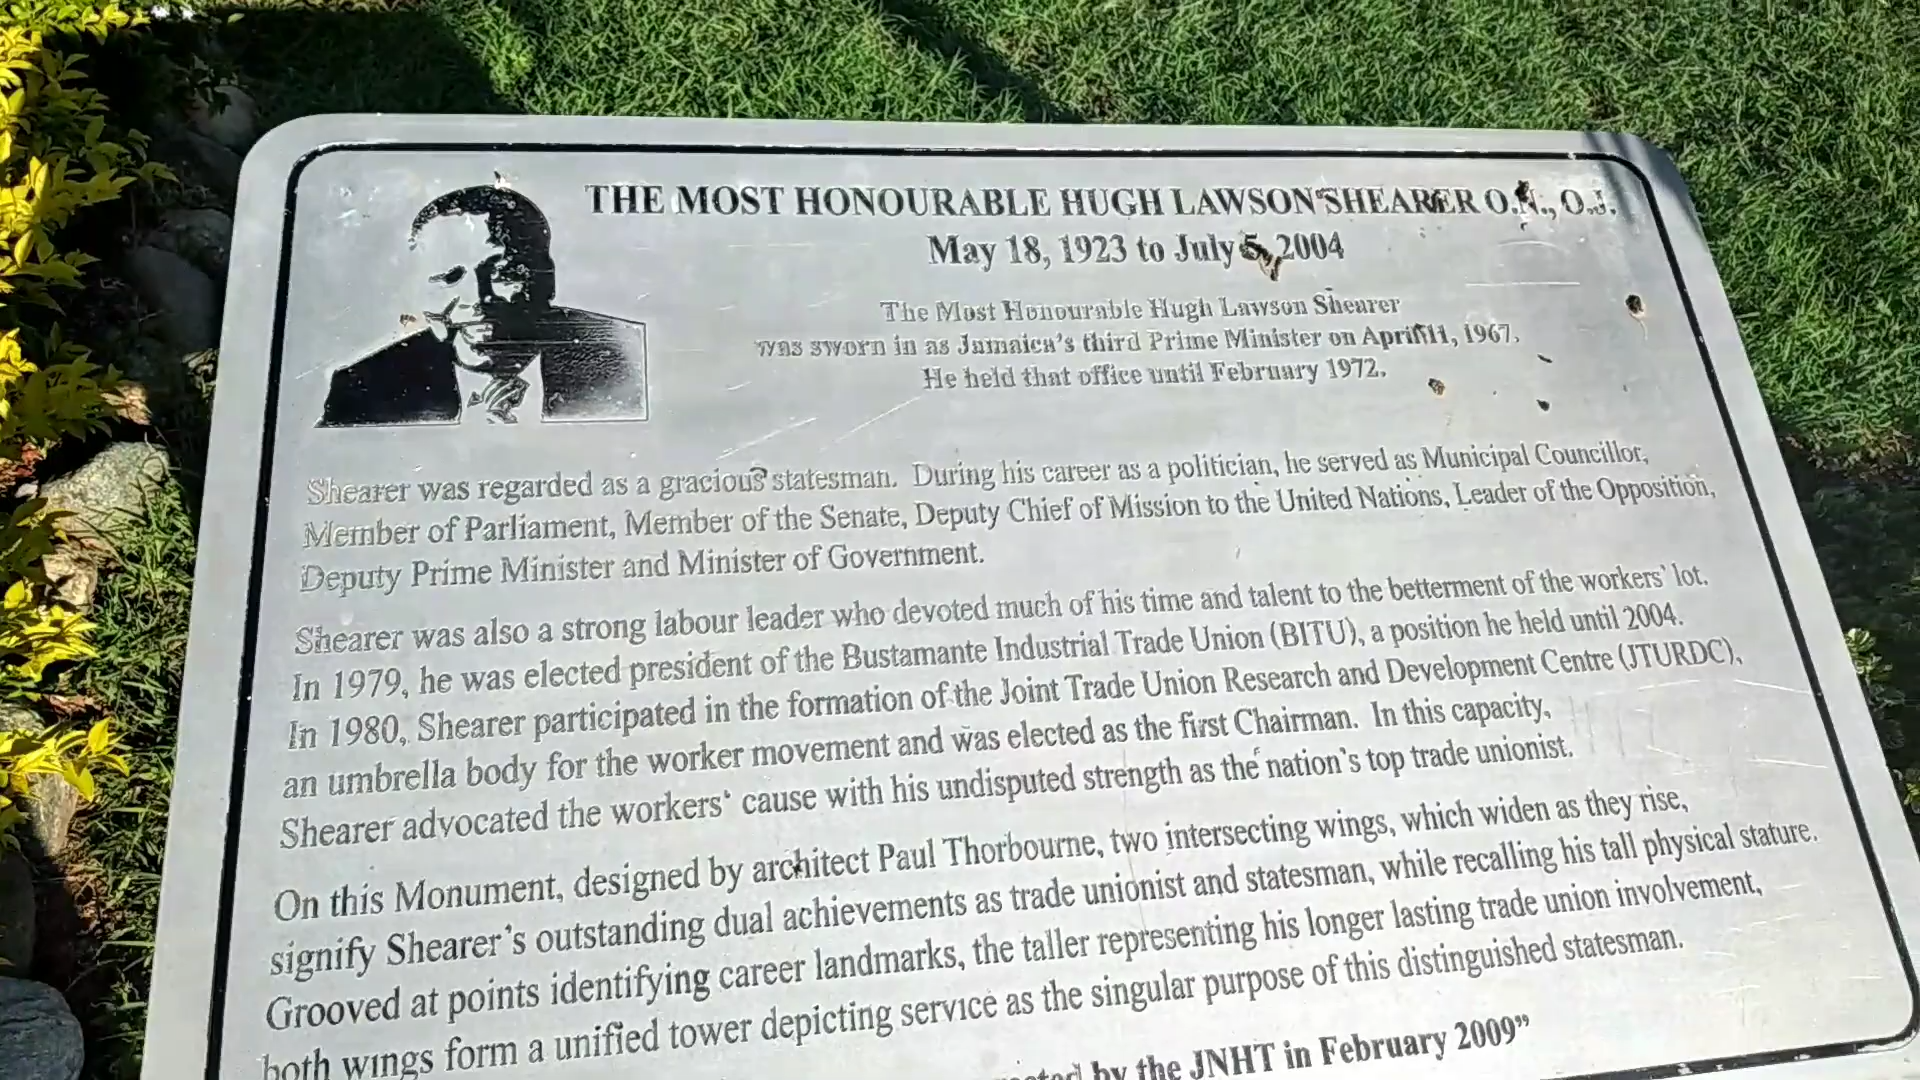 THE MOST HONOURABLE HUGH LAWSON SHEARER O.N., O.J.
May 18, 1923 to July 5, 2004
The Most Honourable Hugh Lawson Shearer
was sworn in as Jamaica's third Prime Minister on April 11, 1967.
He held that office until February 1972.
Shearer was regarded as a gracious statesman. During his career as a politician, he served as Municipal Councillor,
Member of Parliament, Member of the Senate, Deputy Chief of Mission to the United Nations, Leader of the Opposition,
Deputy Prime Minister and Minister of Government.
Shearer was also a strong labour leader who devoted much of his time and talent to the betterment of the workers' lot.
In 1979, he was elected president of the Bustamante Industrial Trade Union (BITU), a position he held until 2004.
In 1980, Shearer participated in the formation of the Joint Trade Union Research and Development Centre (JTURDC),
an umbrella body for the worker movement and was elected as the first Chairman. In this capacity,
Shearer advocated the workers‘ cause with his undisputed strength as the nation's top trade unionist.
On this Monument, designed by architect Paul Thorbourne, two intersecting wings, which widen as they rise,
signify Shearer's outstanding dual achievements as trade unionist and statesman, while recalling his tall physical stature.
Grooved at points identifying career landmarks, the taller representing his longer lasting trade union involvement,
both wings form a unified tower depicting service as the singular purpose of this distinguished statesman.
by the JNHT in February 2009”